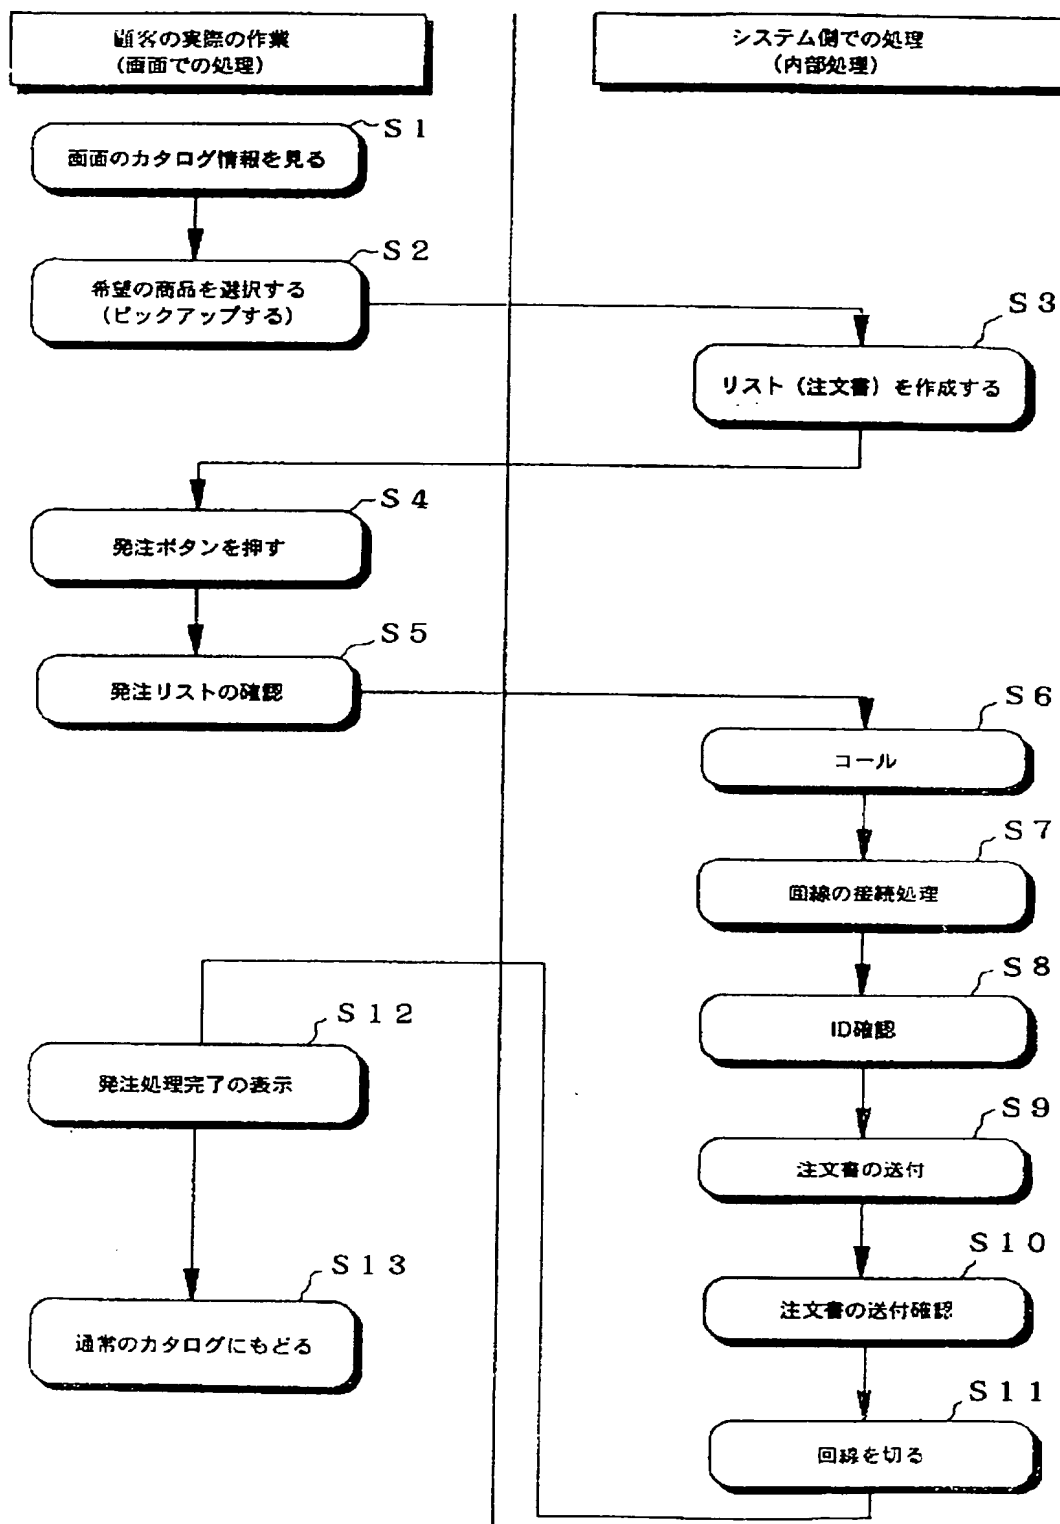 顧客の実際の作業
(画面での処理)
システム側での処理
(内部処理)
S1
画面のカタログ情報を見る
S2
希望の商品を選択する
(ピックアップする)
S3
リスト(注文書)を作成する
S4
発注ボタンを押す
S5
発注リストの確認
S6
コール
S7
回線の接続処理
S8
ID確認
S9
注文書の送付
S10
注文書の送付確認
S11
回線を切る
S12
発注処理完了の表示
S13
通常のカタログにもどる